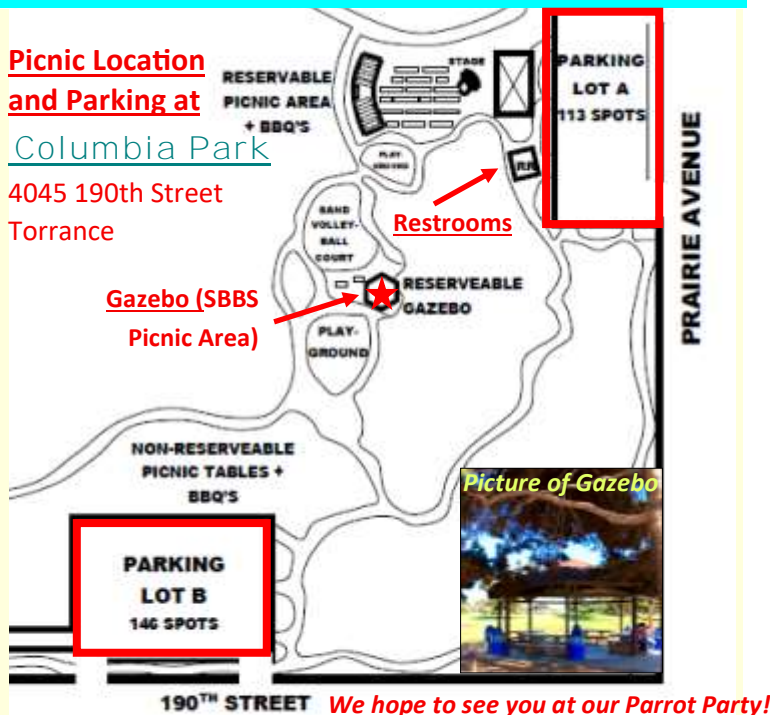 Picnic Location
and Parking at
Columbia Park
4045 190th Street
Torrance
RESERVABLE
PICNIC AREA
+ BBQ'S
STAGE
PARKING
LOT A
113 SPOTS
PRAIRIE AVENUE
PLAY-
GROUND
RR
Restrooms
SAND
VOLLEY-
BALL
COURT
Gazebo (SBBS
Picnic Area)
RESERVEABLE
GAZEBO
PLAY-
GROUND
NON-RESERVEABLE
PICNIC TABLES +
BBQ'S
Picture of Gazebo
PARKING
LOT B
146 SPOTS
190TH STREET
We hope to see you at our Parrot Party!